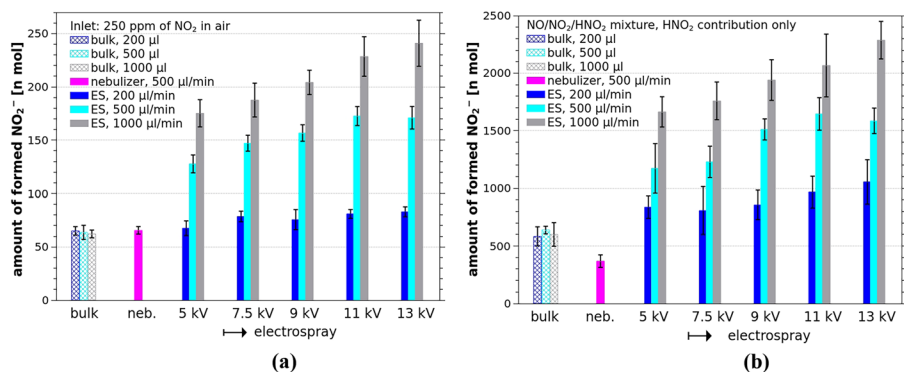 Inlet: 250 ppm of NO₂ in air
bulk, 200 μl
bulk, 500 μl
bulk, 1000 μl
nebulizer, 500 μl/min
ES, 200 μl/min
ES, 500 μl/min
ES, 1000 μl/min
amount of formed NO₂⁻ [n mol]
250
200
150
100
50
0
bulk neb. 5 kV 7.5 kV 9 kV 11 kV 13 kV
electrospray
(a)
NO/NO₂/HNO₂ mixture, HNO₂ contribution only
bulk, 200 μl
bulk, 500 μl
bulk, 1000 μl
nebulizer, 500 μl/min
ES, 200 μl/min
ES, 500 μl/min
ES, 1000 μl/min
amount of formed NO₂⁻ [n mol]
2500
2000
1500
1000
500
0
bulk neb. 5 kV 7.5 kV 9 kV 11 kV 13 kV
electrospray
(b)